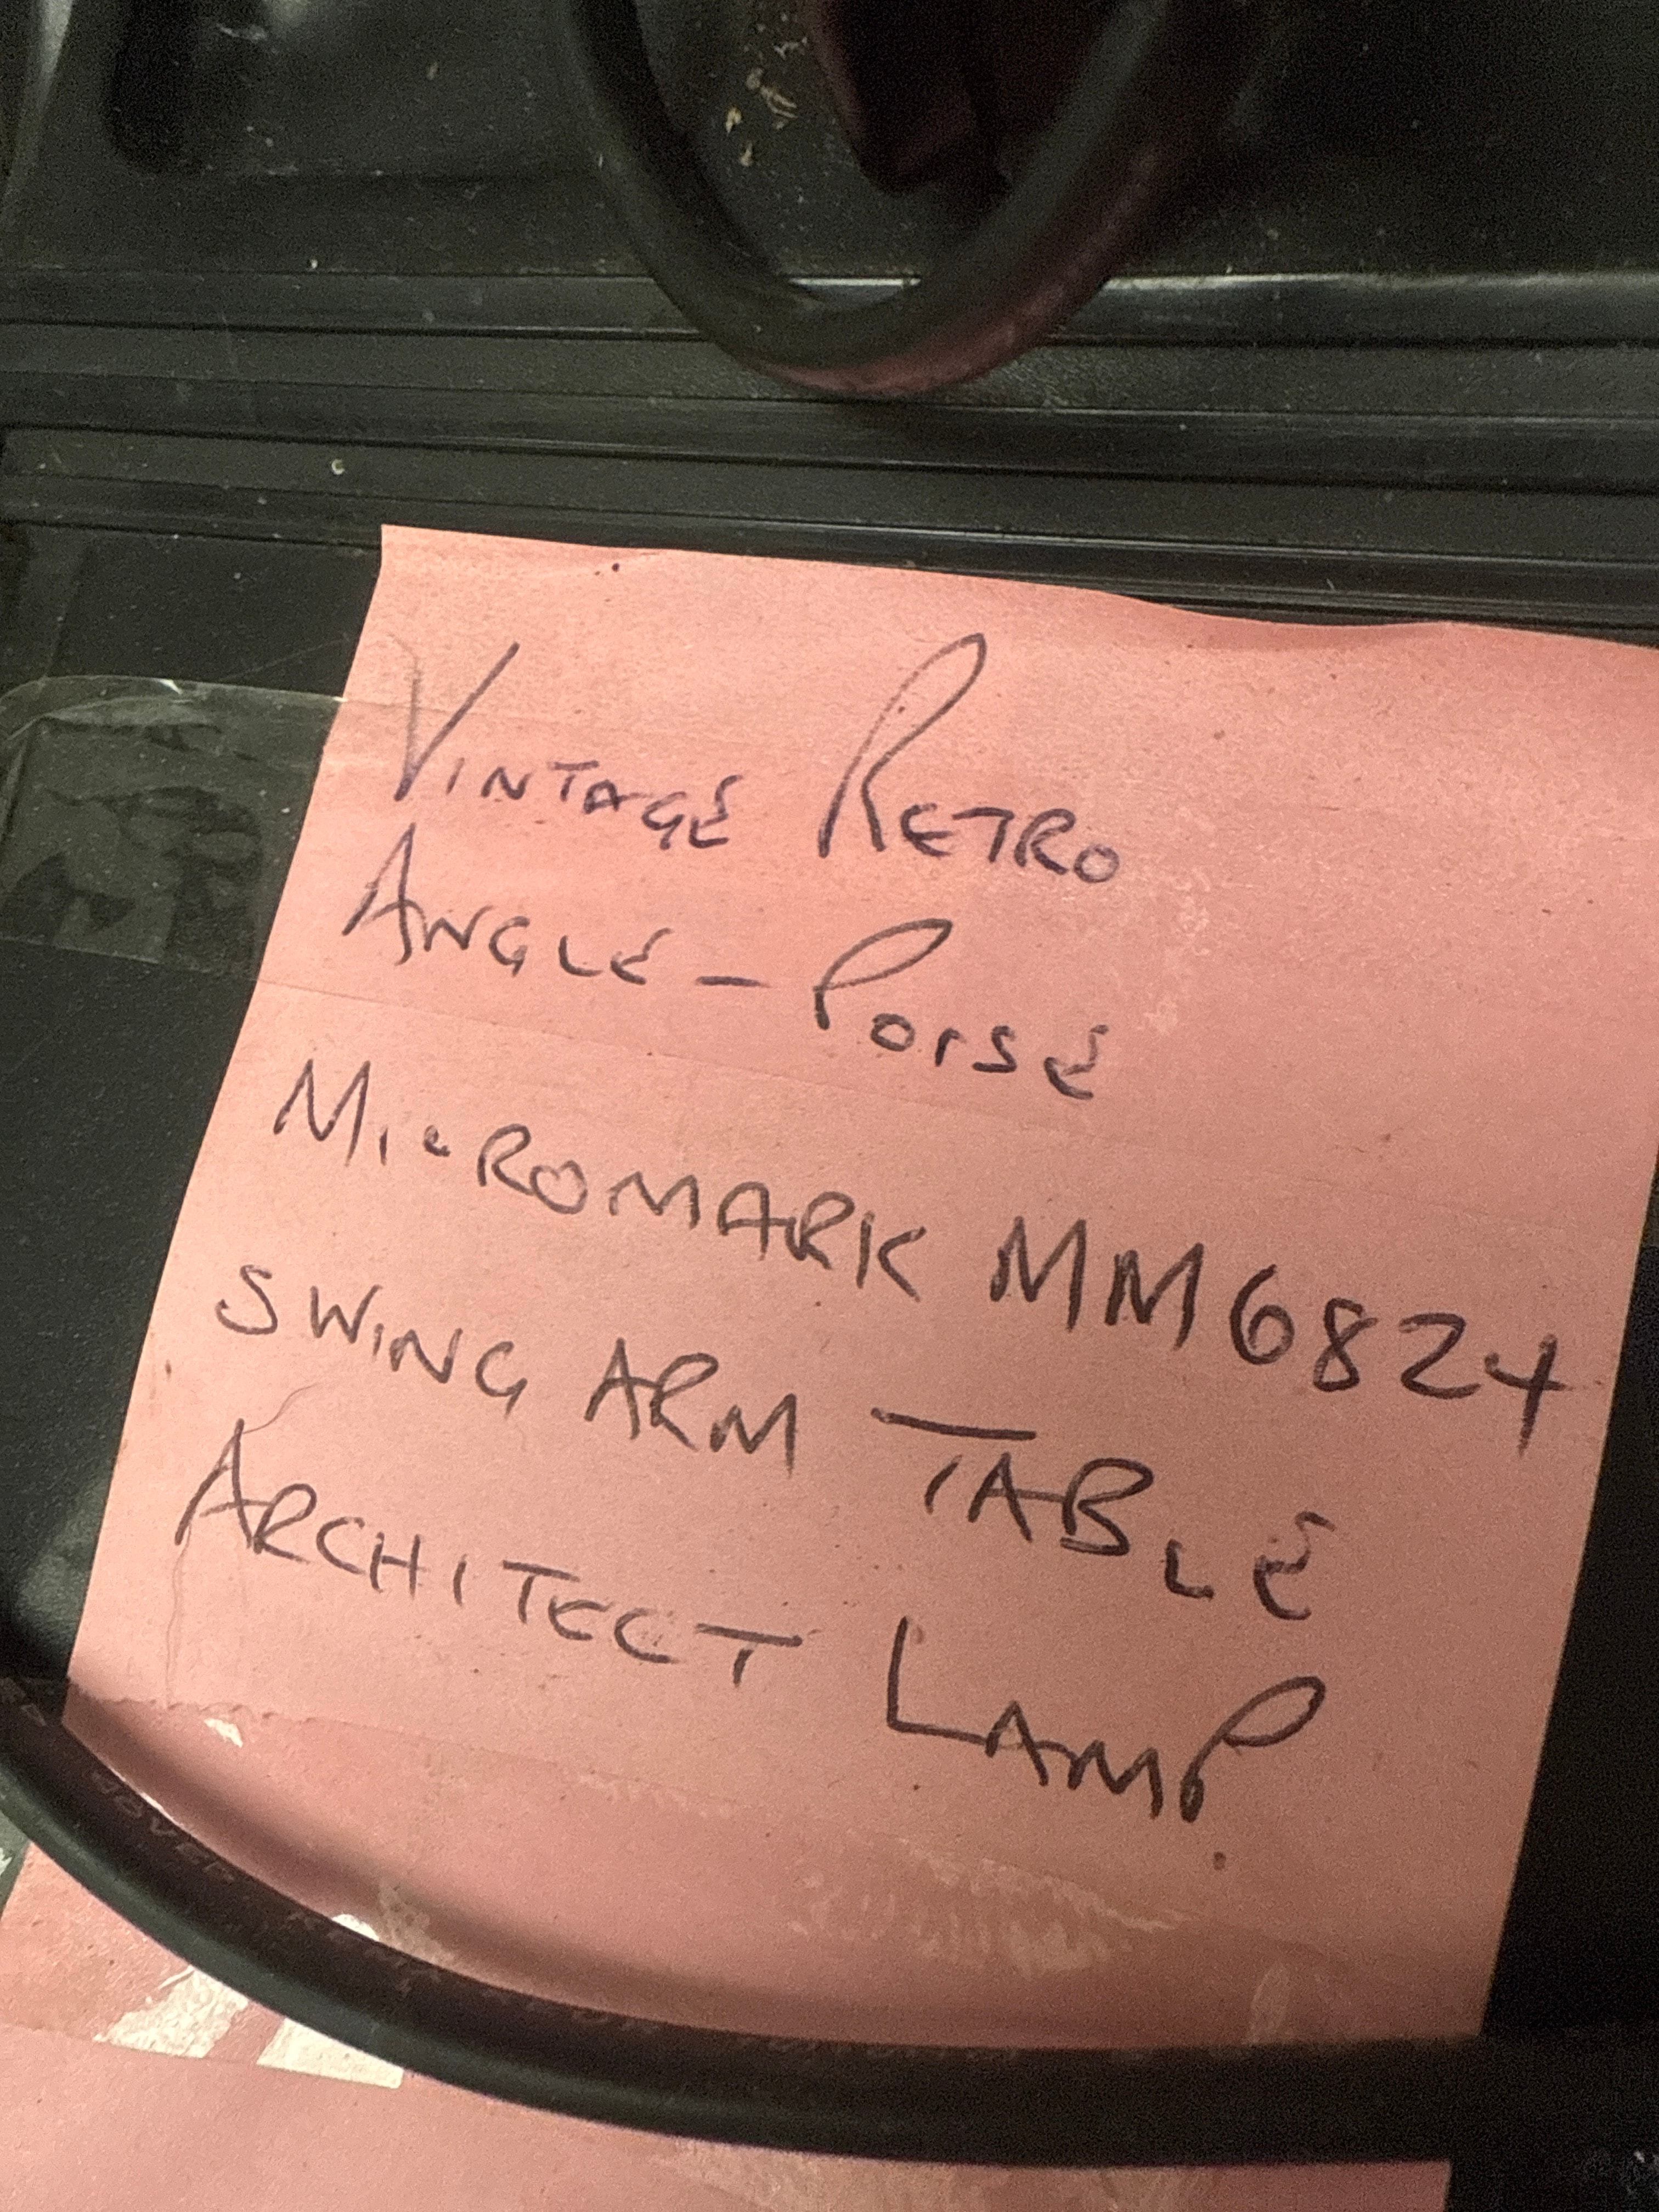 VINTAGE RETRO
ANGLE-POISE
MICROMARK MM6824
SWING ARM TABLE
ARCHITECT LAMP